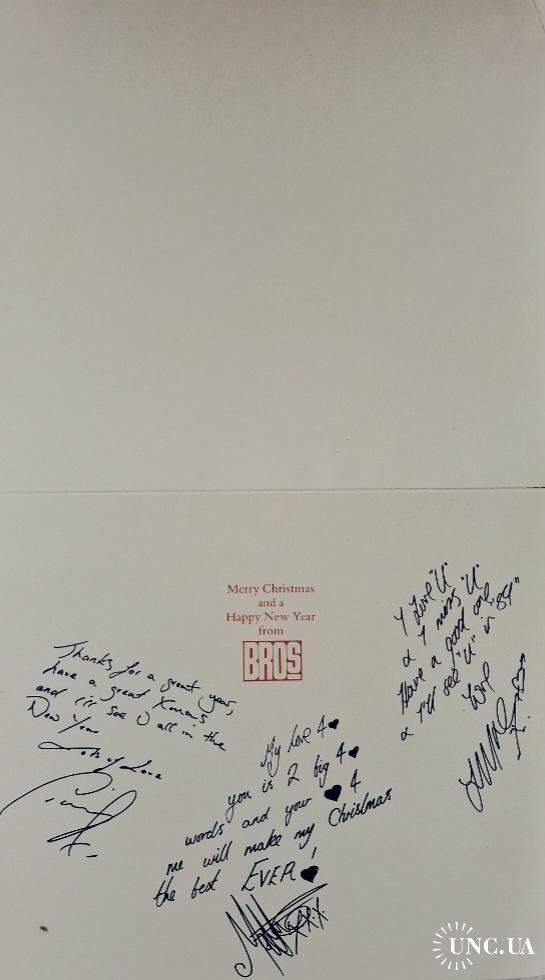 Merry Christmas
and a
Happy New Year
from
BROS
Thanks for a great year,
have a great Xmas
and i'll see U all in the
New Year
Lots of Love
My love 4 ♥
you is 2 big 4 ♥
words and your ♥ 4
me will make my Christmas
the best EVER! ♥
XXX
I Love "U"
& I miss "U"
Have a good one,
& I'll see "U" in '89"
Love
UNC.UA